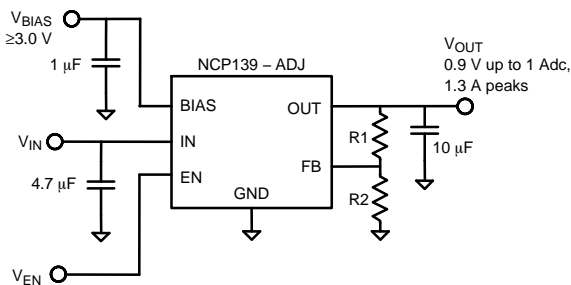 VBIAS
≥3.0 V
1 μF
NCP139 – ADJ
VOUT
0.9 V up to 1 Adc,
1.3 A peaks
BIAS
OUT
VIN
IN
R1
10 μF
4.7 μF
EN
FB
GND
R2
VEN